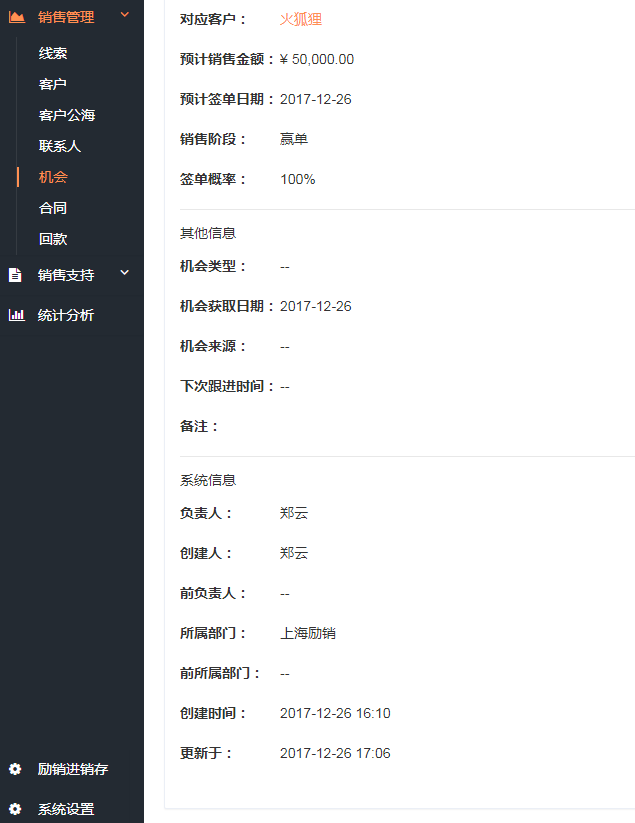 销售管理
线索
客户
客户公海
联系人
机会
合同
回款
销售支持
统计分析
励销进销存
系统设置
对应客户： 火狐狸
预计销售金额：¥ 50,000.00
预计签单日期：2017-12-26
销售阶段： 赢单
签单概率： 100%
其他信息
机会类型： --
机会获取日期：2017-12-26
机会来源： --
下次跟进时间：--
备注：
系统信息
负责人： 郑云
创建人： 郑云
前负责人： --
所属部门： 上海励销
前所属部门： --
创建时间： 2017-12-26 16:10
更新于： 2017-12-26 17:06